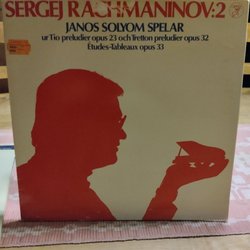 SERGEJ RACHMANINOV:2
JANOS SOLYOM SPELAR
ur Tio preludier opus 23 och Tretton preludier opus 32
Études-Tableaux opus 33